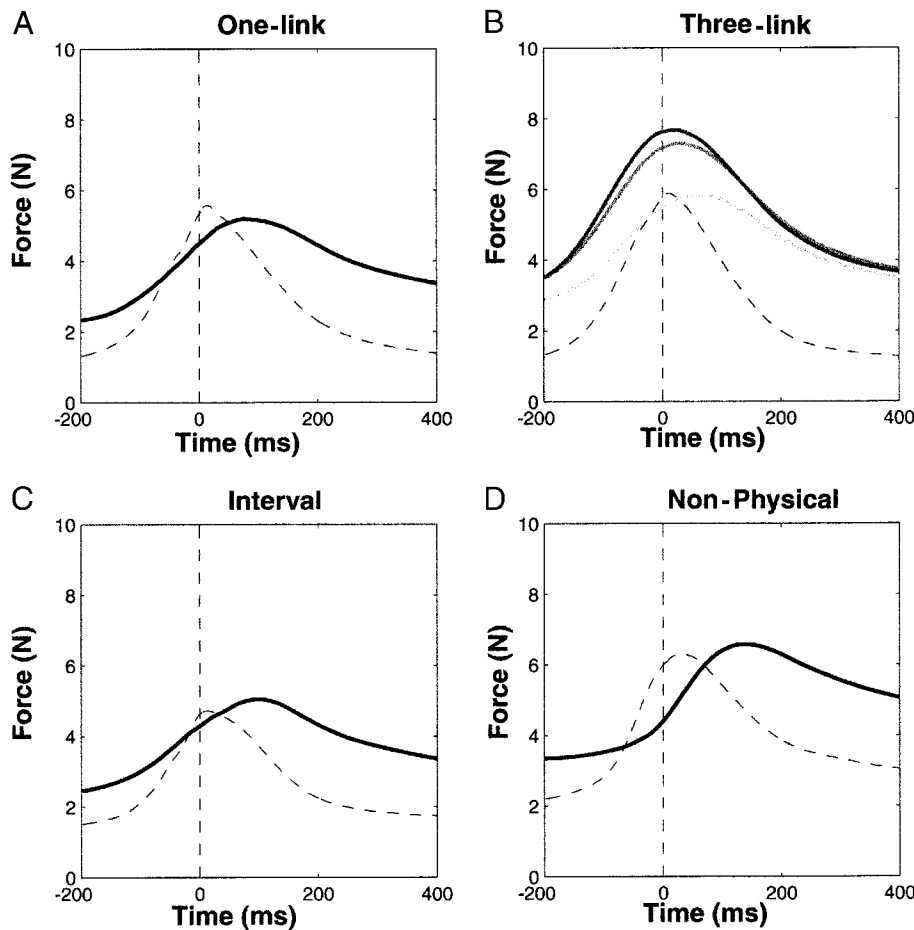 A
One-link
10
8
6
4
2
0
-200
0
200
400
Force (N)
Time (ms)
B
Three-link
10
8
6
4
2
0
-200
0
200
400
Force (N)
Time (ms)
C
Interval
10
8
6
4
2
0
-200
0
200
400
Force (N)
Time (ms)
D
Non-Physical
10
8
6
4
2
0
-200
0
200
400
Force (N)
Time (ms)